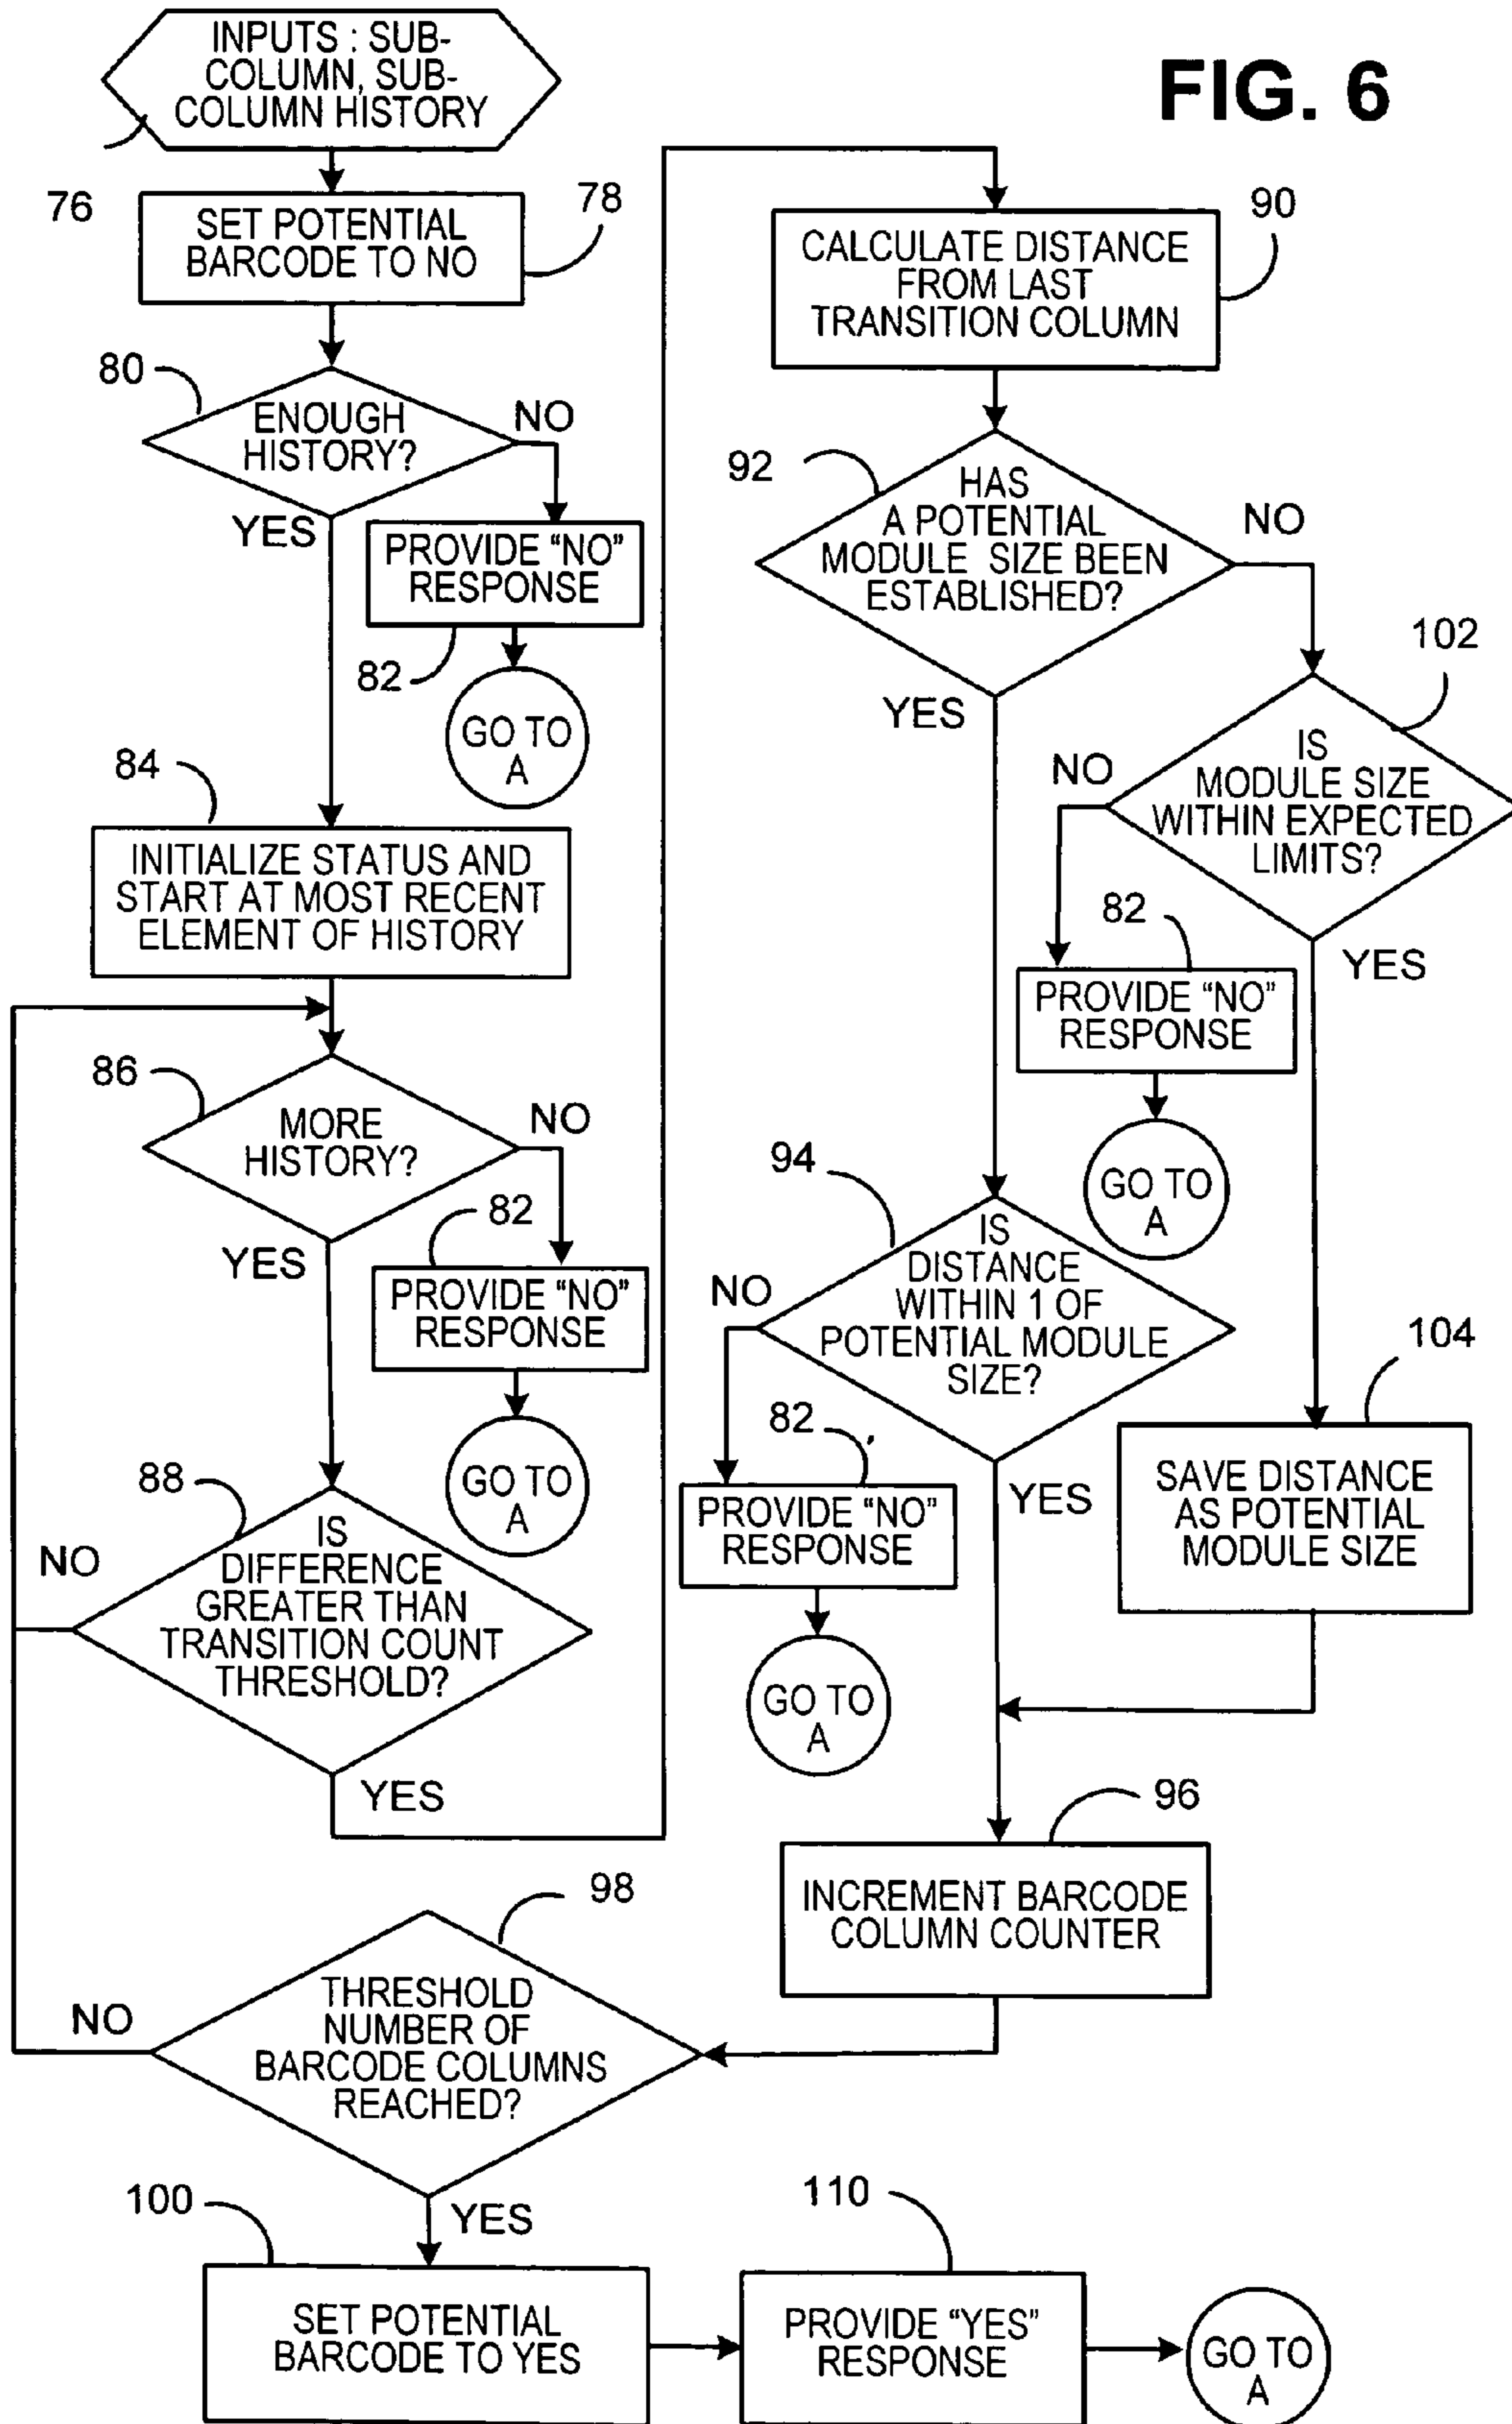 FIG. 6
INPUTS : SUB-
COLUMN, SUB-
COLUMN HISTORY
76
SET POTENTIAL
BARCODE TO NO
78
80
ENOUGH
HISTORY?
NO
YES
PROVIDE “NO”
RESPONSE
82
GO TO
A
84
INITIALIZE STATUS AND
START AT MOST RECENT
ELEMENT OF HISTORY
86
MORE
HISTORY?
NO
YES
82
PROVIDE “NO”
RESPONSE
GO TO
A
88
IS
DIFFERENCE
GREATER THAN
TRANSITION COUNT
THRESHOLD?
NO
YES
90
CALCULATE DISTANCE
FROM LAST
TRANSITION COLUMN
92
HAS
A POTENTIAL
MODULE SIZE BEEN
ESTABLISHED?
NO
YES
102
IS
MODULE SIZE
WITHIN EXPECTED
LIMITS?
NO
YES
82
PROVIDE “NO”
RESPONSE
GO TO
A
94
IS
DISTANCE
WITHIN 1 OF
POTENTIAL MODULE
SIZE?
NO
YES
82
PROVIDE “NO”
RESPONSE
GO TO
A
104
SAVE DISTANCE
AS POTENTIAL
MODULE SIZE
96
INCREMENT BARCODE
COLUMN COUNTER
98
THRESHOLD
NUMBER OF
BARCODE COLUMNS
REACHED?
NO
YES
100
SET POTENTIAL
BARCODE TO YES
110
PROVIDE “YES”
RESPONSE
GO TO
A